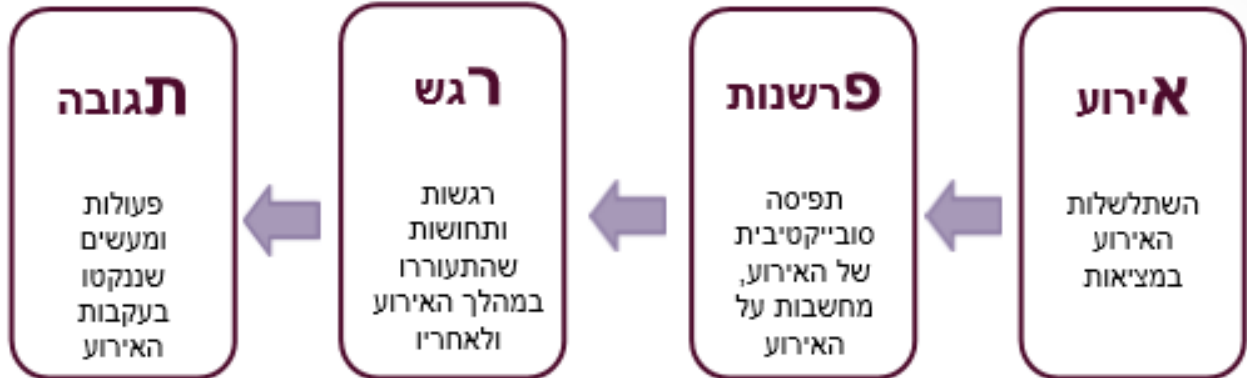 אירוע
השתלשלות
האירוע
במציאות
פרשנות
תפיסה
סובייקטיבית
של האירוע,
מחשבות על
האירוע
רגש
רגשות
ותחושות
שהתעוררו
במהלך האירוע
ולאחריו
תגובה
פעולות
ומעשים
שננקטו
בעקבות
האירוע